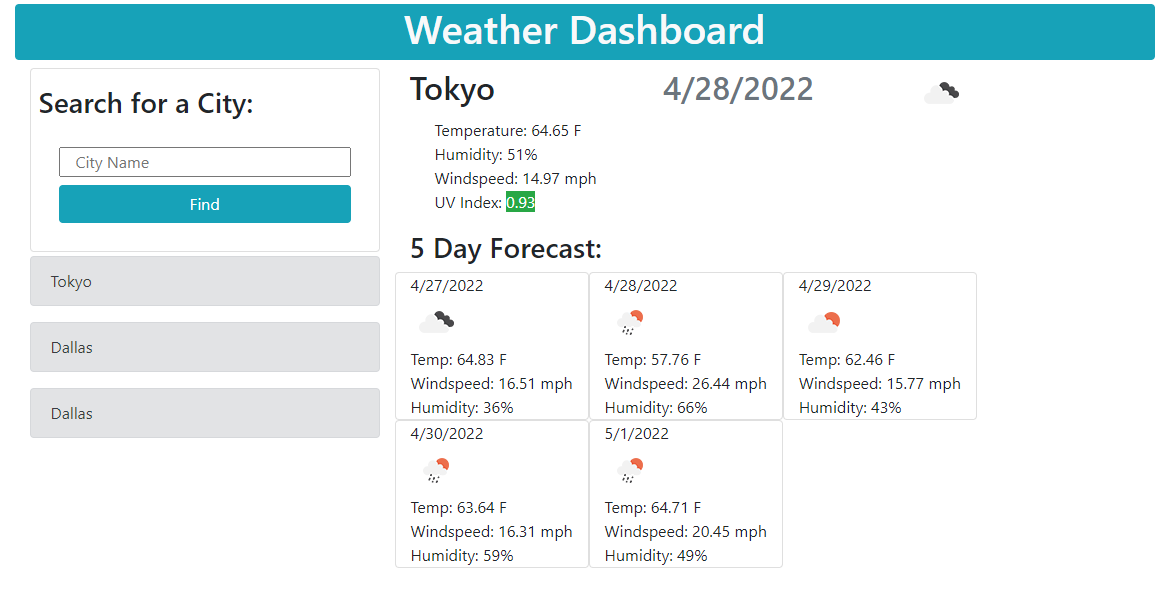 Weather Dashboard
Search for a City:
City Name
Find
Tokyo
Dallas
Dallas
Tokyo 4/28/2022
Temperature: 64.65 F
Humidity: 51%
Windspeed: 14.97 mph
UV Index: 0.93
5 Day Forecast:
4/27/2022
Temp: 64.83 F
Windspeed: 16.51 mph
Humidity: 36%
4/28/2022
Temp: 57.76 F
Windspeed: 26.44 mph
Humidity: 66%
4/29/2022
Temp: 62.46 F
Windspeed: 15.77 mph
Humidity: 43%
4/30/2022
Temp: 63.64 F
Windspeed: 16.31 mph
Humidity: 59%
5/1/2022
Temp: 64.71 F
Windspeed: 20.45 mph
Humidity: 49%